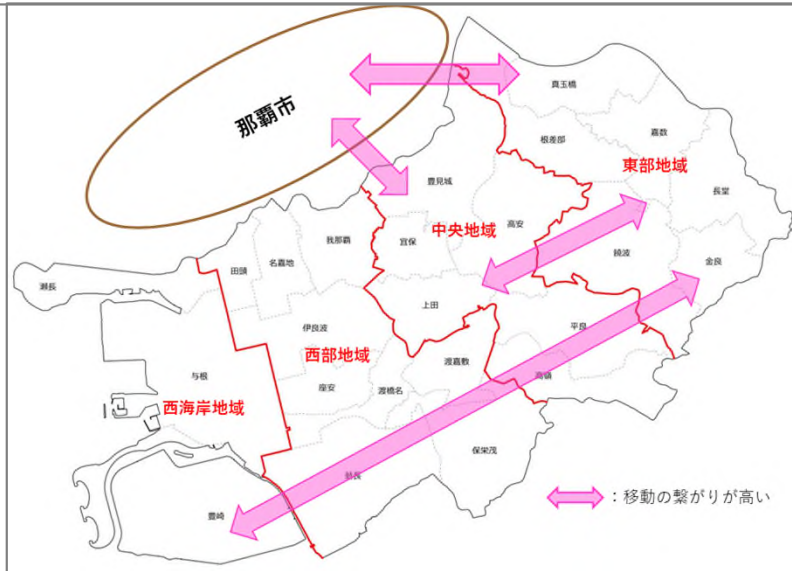 那覇市
真玉橋
根差部
嘉数
東部地域
長堂
豊見城
高安
中央地域
宜保
饒波
金良
我那覇
名嘉地
田頭
瀬長
上田
伊良波
平良
西部地域
渡嘉敷
高嶺
与根
座安
渡橋名
西海岸地域
保栄茂
翁長
豊崎
：移動の繋がりが高い